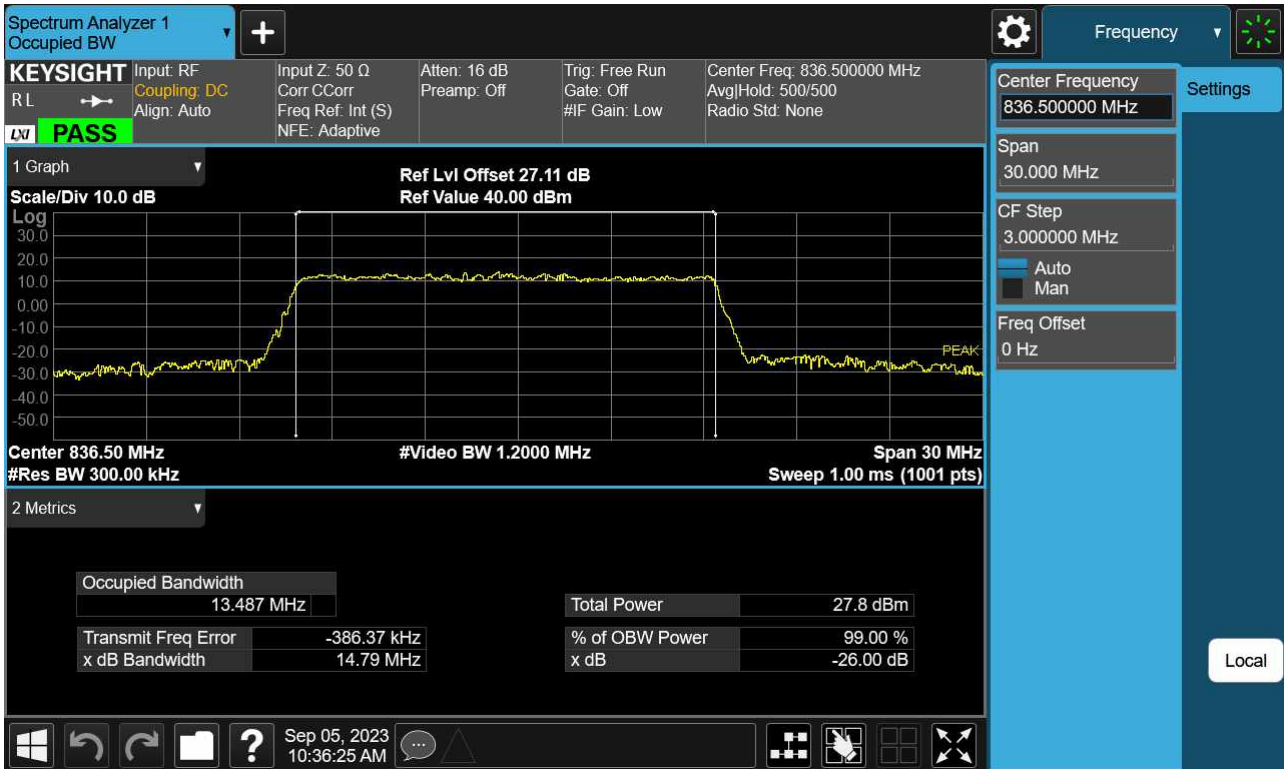 Spectrum Analyzer 1
Occupied BW
Frequency
KEYSIGHT
R L
LXI
PASS
Input: RF
Coupling: DC
Align: Auto
Input Z: 50 Ω
Corr CCorr
Freq Ref: Int (S)
NFE: Adaptive
Atten: 16 dB
Preamp: Off
Trig: Free Run
Gate: Off
#IF Gain: Low
Center Freq: 836.500000 MHz
Avg|Hold: 500/500
Radio Std: None
Center Frequency
836.500000 MHz
Settings
Span
30.000 MHz
CF Step
3.000000 MHz
Auto
Man
Freq Offset
0 Hz
Local
1 Graph
Scale/Div 10.0 dB
Ref Lvl Offset 27.11 dB
Ref Value 40.00 dBm
Log
30.0
20.0
10.0
0.00
-10.0
-20.0
-30.0
-40.0
-50.0
PEAK
Center 836.50 MHz
#Video BW 1.2000 MHz
Span 30 MHz
#Res BW 300.00 kHz
Sweep 1.00 ms (1001 pts)
2 Metrics
Occupied Bandwidth
13.487 MHz
Total Power 27.8 dBm
Transmit Freq Error -386.37 kHz
% of OBW Power 99.00 %
x dB Bandwidth 14.79 MHz
x dB -26.00 dB
Sep 05, 2023
10:36:25 AM